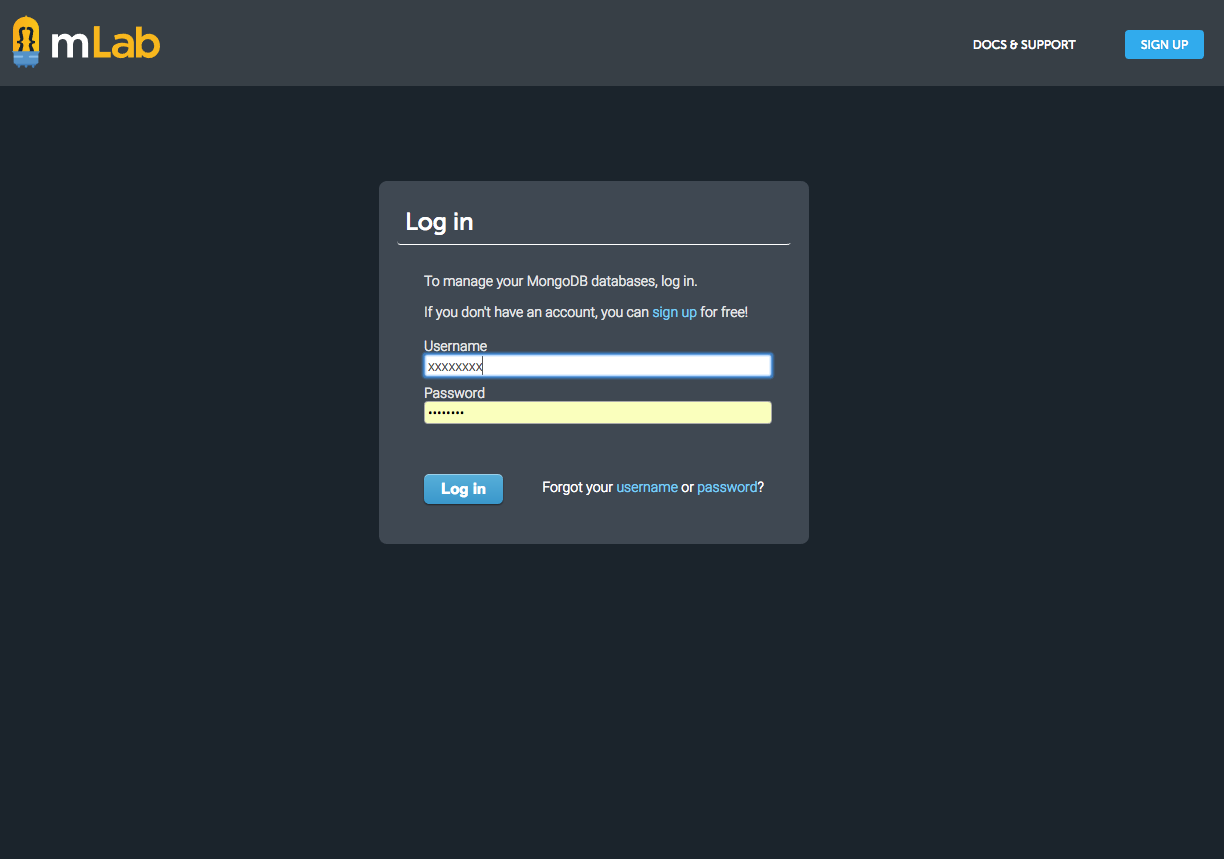 mLab
DOCS & SUPPORT
SIGN UP
Log in
To manage your MongoDB databases, log in.
If you don't have an account, you can sign up for free!
Username
xxxxxxxx
Password
••••••••
Log in
Forgot your username or password?